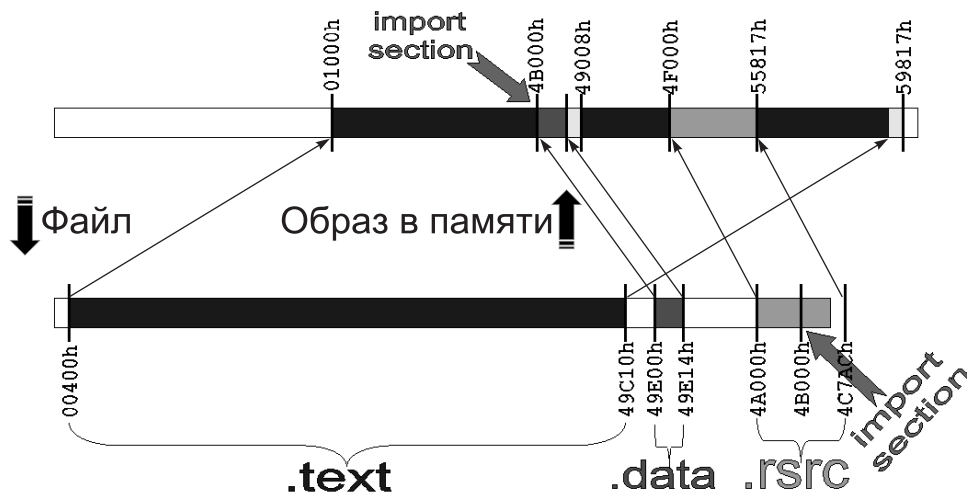 import
section
01000h
4B000h
49008h
4F000h
55817h
59817h
Файл
Образ в памяти
00400h
49C10h
49E00h
49E14h
4A000h
4B000h
4C7ACh
import
section
.text
.data
.rsrc